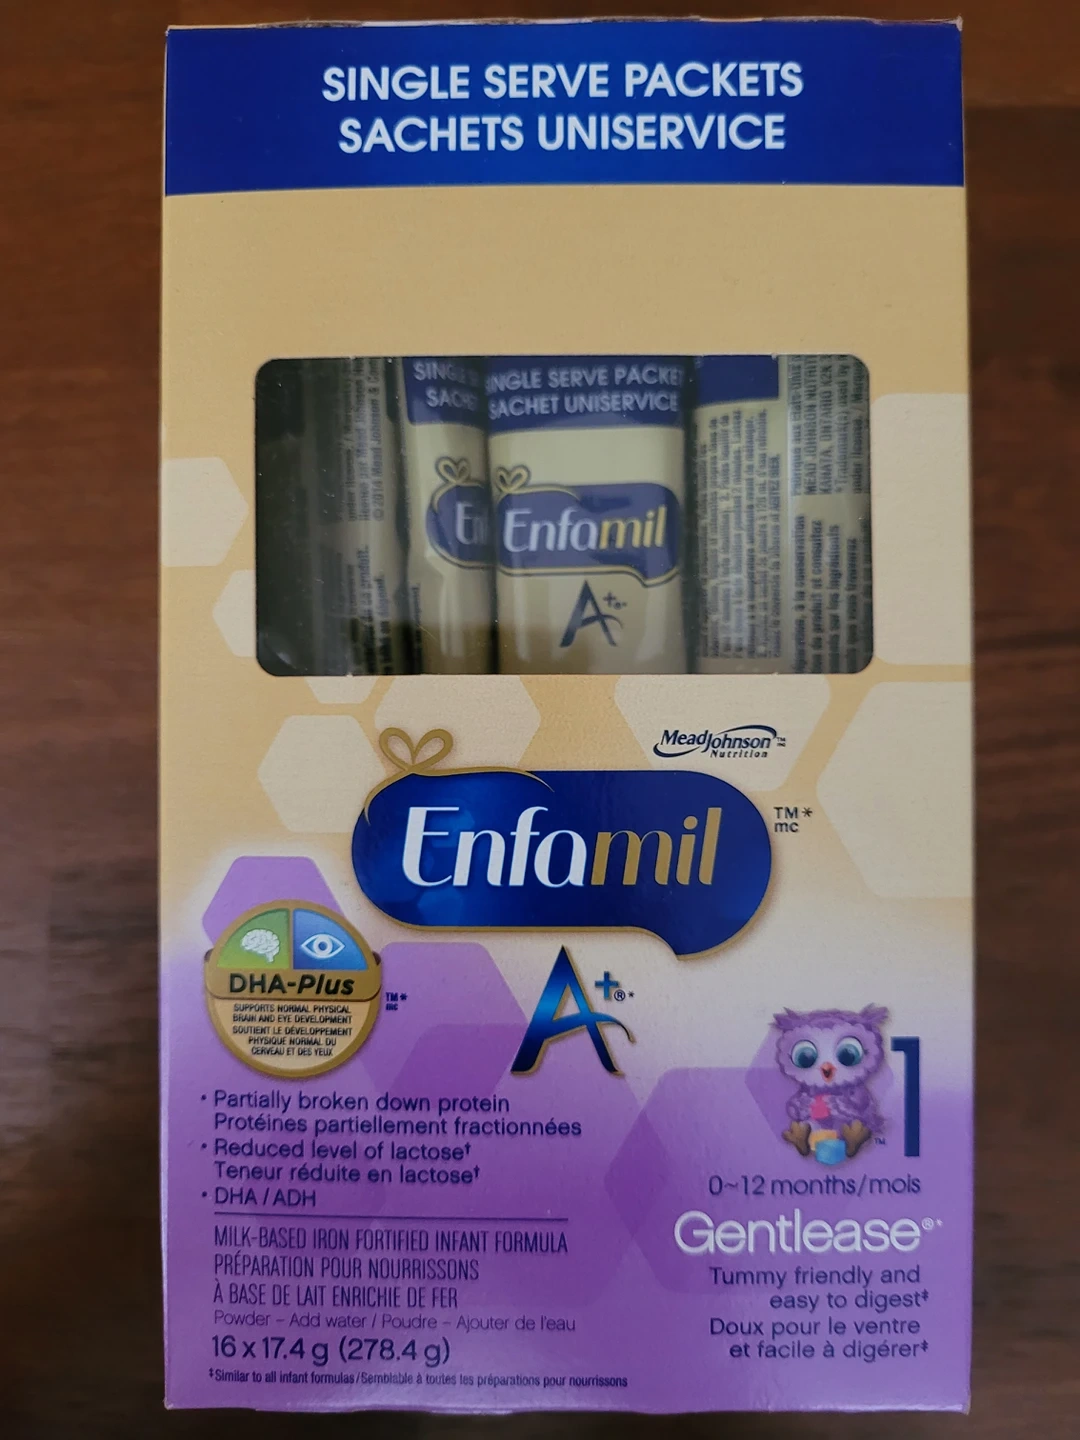 SINGLE SERVE PACKETS
SACHETS UNISERVICE
SINGLE SERVE PACKE
SACHET UNISERVICE
Enfamil
A+®*
MeadJohnson™
Nutrition
Enfamil
TM*
mc
A+®*
DHA-Plus
TM*
mc
SUPPORTS NORMAL PHYSICAL
BRAIN AND EYE DEVELOPMENT
SOUTIENT LE DÉVELOPPEMENT
PHYSIQUE NORMAL DU
CERVEAU ET DES YEUX
• Partially broken down protein
Protéines partiellement fractionnées
• Reduced level of lactose†
Teneur réduite en lactose†
• DHA / ADH
MILK-BASED IRON FORTIFIED INFANT FORMULA
PRÉPARATION POUR NOURRISSONS
À BASE DE LAIT ENRICHIE DE FER
Powder – Add water / Poudre – Ajouter de l'eau
16 x 17.4 g (278.4 g)
‡Similar to all infant formulas/Semblable à toutes les préparations pour nourrissons
1
TM
0~12 months/mois
Gentlease®*
Tummy friendly and
easy to digest‡
Doux pour le ventre
et facile à digérer‡